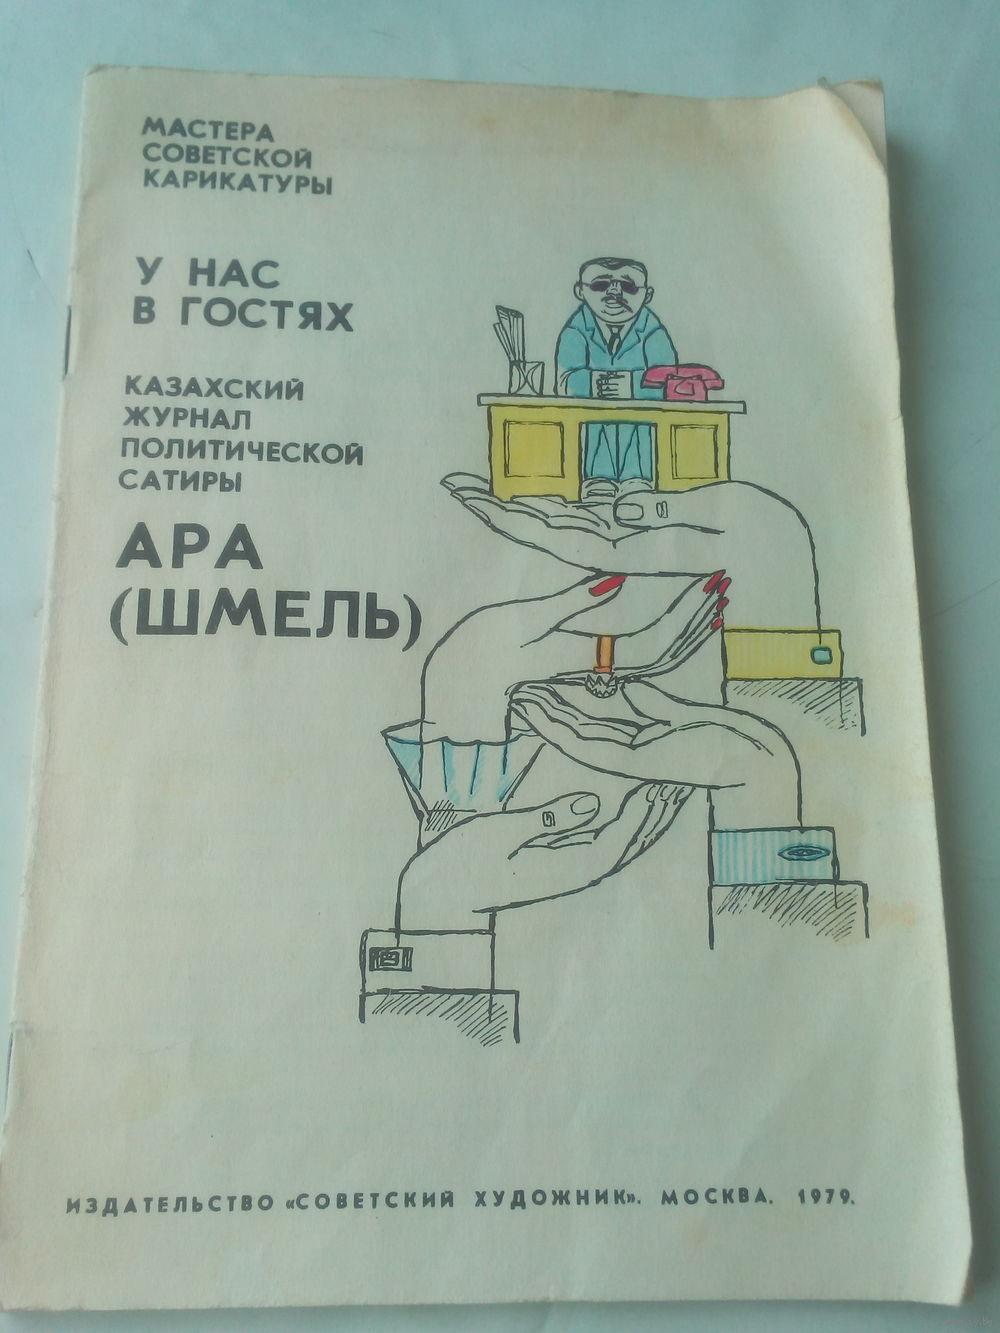 МАСТЕРА
СОВЕТСКОЙ
КАРИКАТУРЫ
У НАС
В ГОСТЯХ
КАЗАХСКИЙ
ЖУРНАЛ
ПОЛИТИЧЕСКОЙ
САТИРЫ
АРА
(ШМЕЛЬ)
ИЗДАТЕЛЬСТВО «СОВЕТСКИЙ ХУДОЖНИК». МОСКВА. 1979.